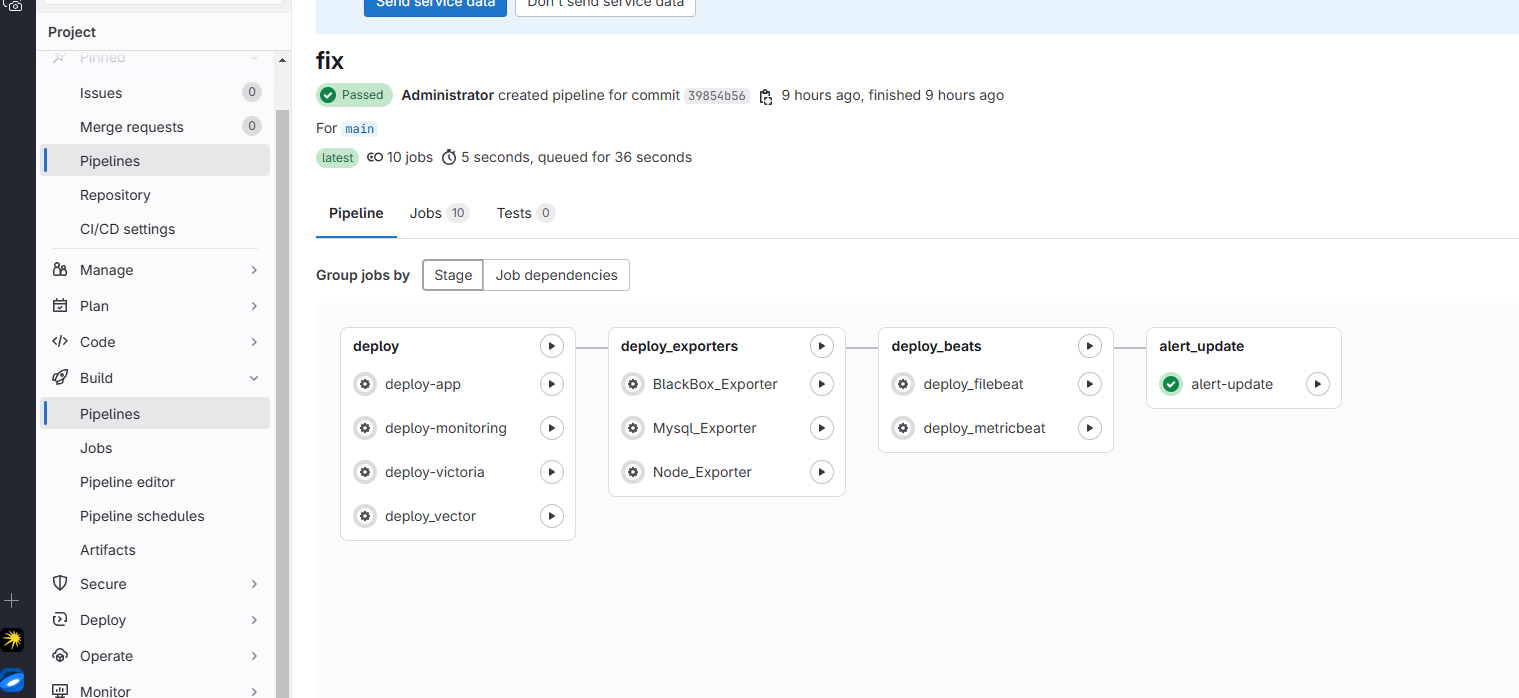 Send service data
Don't send service data
Project
Pinned
Issues 0
Merge requests 0
Pipelines
Repository
CI/CD settings
Manage
Plan
Code
Build
Pipelines
Jobs
Pipeline editor
Pipeline schedules
Artifacts
Secure
Deploy
Operate
Monitor
fix
Passed Administrator created pipeline for commit 39854b56 9 hours ago, finished 9 hours ago
For main
latest 10 jobs 5 seconds, queued for 36 seconds
Pipeline Jobs 10 Tests 0
Group jobs by Stage Job dependencies
deploy
deploy-app
deploy-monitoring
deploy-victoria
deploy_vector
deploy_exporters
BlackBox_Exporter
Mysql_Exporter
Node_Exporter
deploy_beats
deploy_filebeat
deploy_metricbeat
alert_update
alert-update